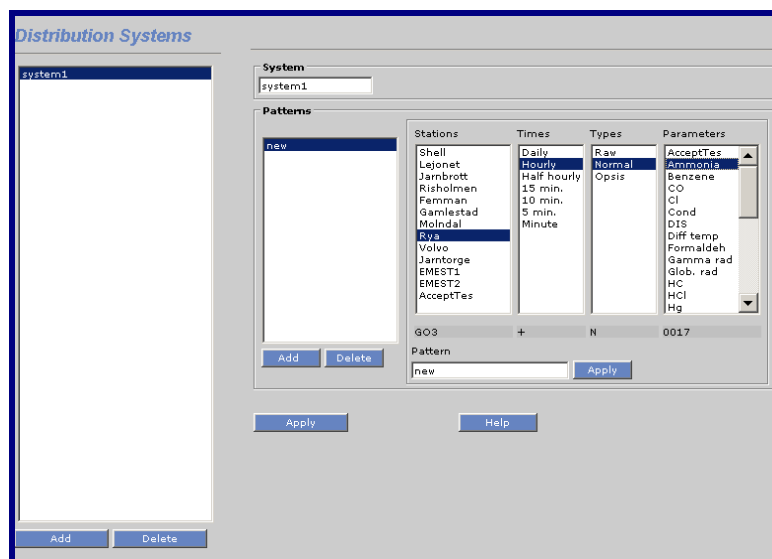 Distribution Systems
system1
Add Delete
System
system1
Patterns
new
Add Delete
Stations Times Types Parameters
Shell Daily Raw AcceptTes
Lejonet Hourly Normal Ammonia
Jarnbrott Half hourly Opsis Benzene
Risholmen 15 min. CO
Femman 10 min. Cl
Gamlestad 5 min. Cond
Molndal Minute DIS
Rya Diff temp
Volvo Formaldeh
Jarntorge Gamma rad
EMEST1 Glob. rad
EMEST2 HC
AcceptTes HCl
Hg
GO3 + N 0017
Pattern
new Apply
Apply Help